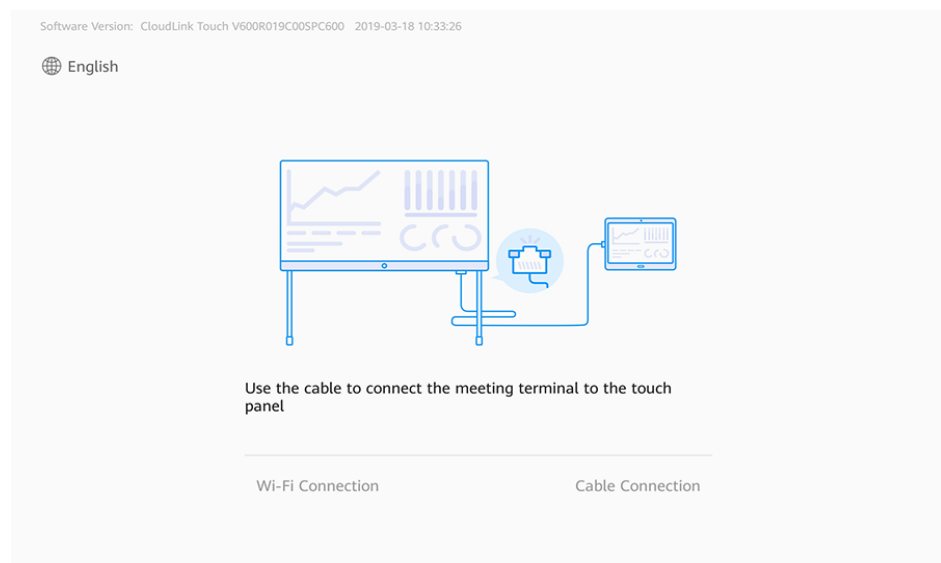 Software Version: CloudLink Touch V600R019C00SPC600 2019-03-18 10:33:26
English
Use the cable to connect the meeting terminal to the touch
panel
Wi-Fi Connection Cable Connection